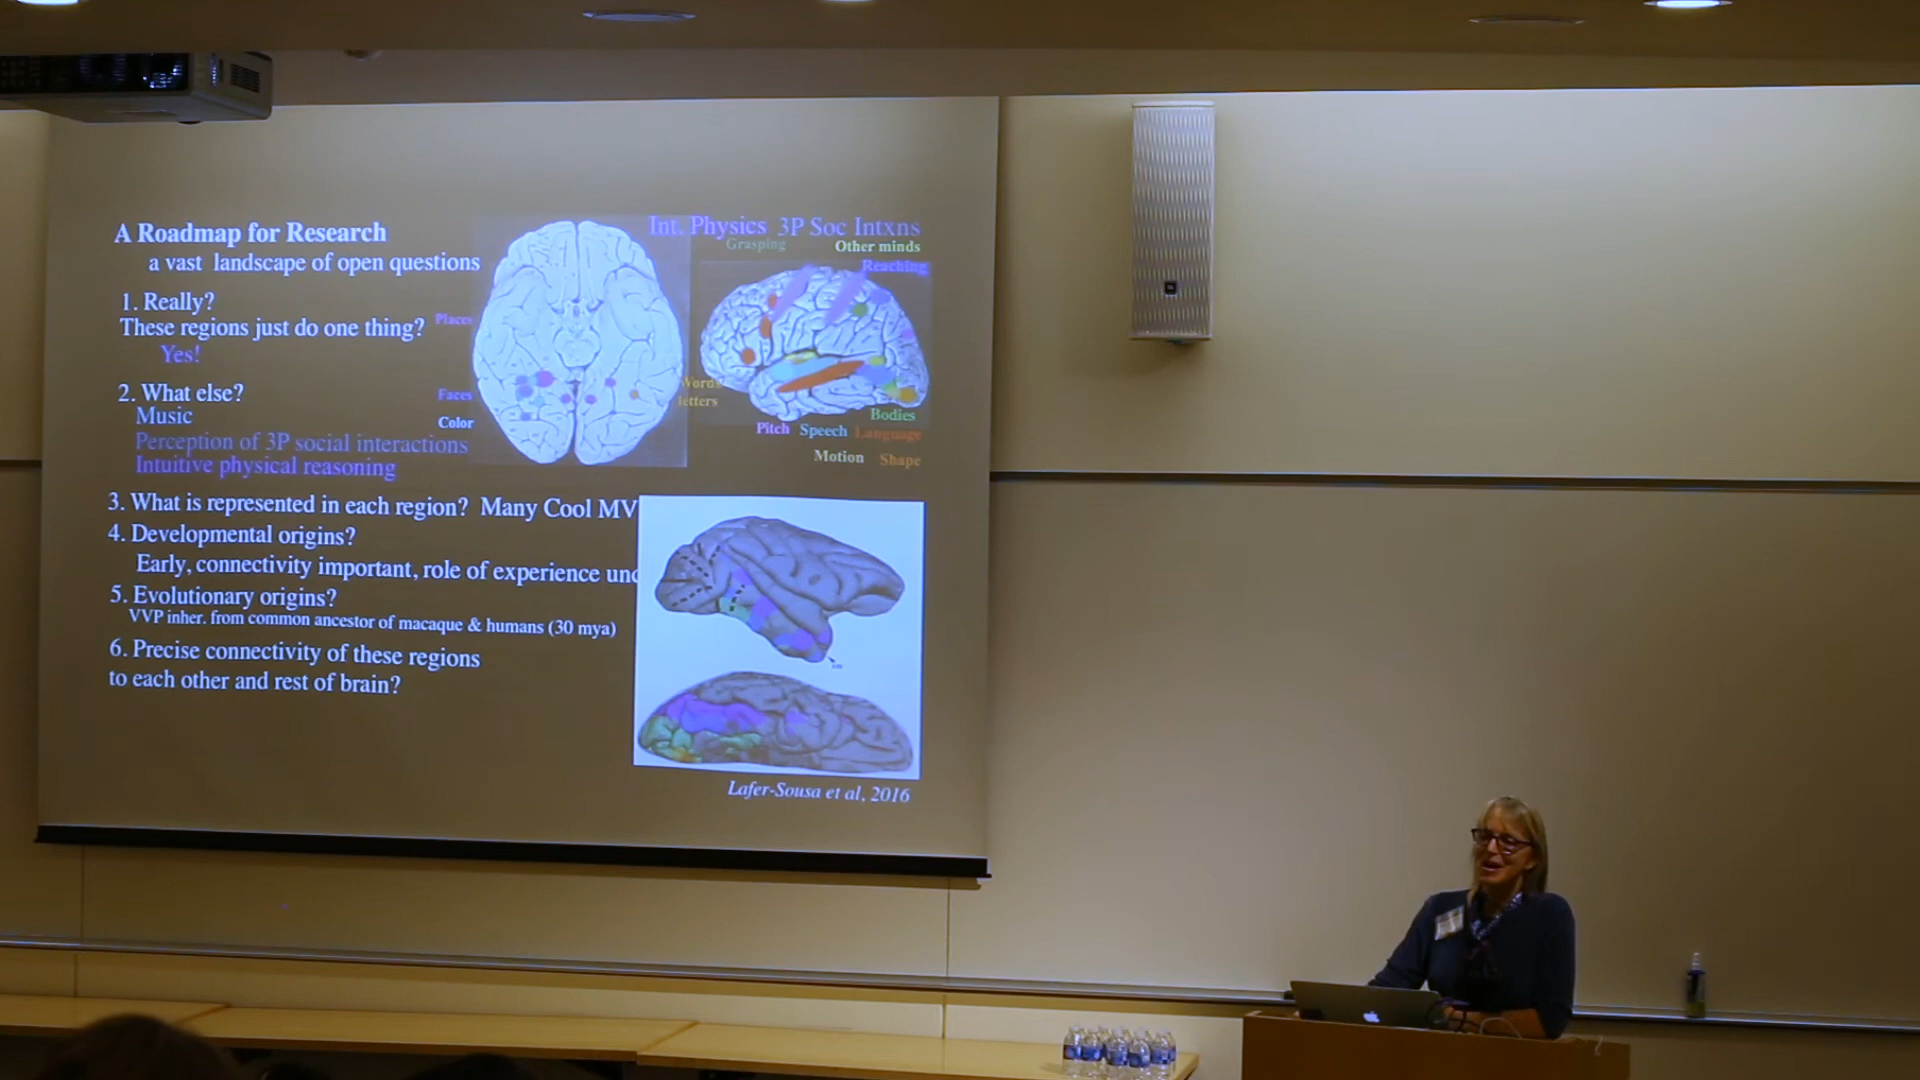 A Roadmap for Research
a vast landscape of open questions
1. Really?
These regions just do one thing?
Yes!
2. What else?
Music
Perception of 3P social interactions
Intuitive physical reasoning
Places
Faces
Color
Int. Physics 3P Soc Intxns
Grasping Other minds
Reaching
Words
letters
Bodies
Pitch Speech Language
Motion Shape
3. What is represented in each region? Many Cool MV
4. Developmental origins?
Early, connectivity important, role of experience unc
5. Evolutionary origins?
VVP inher. from common ancestor of macaque & humans (30 mya)
6. Precise connectivity of these regions
to each other and rest of brain?
Lafer-Sousa et al, 2016